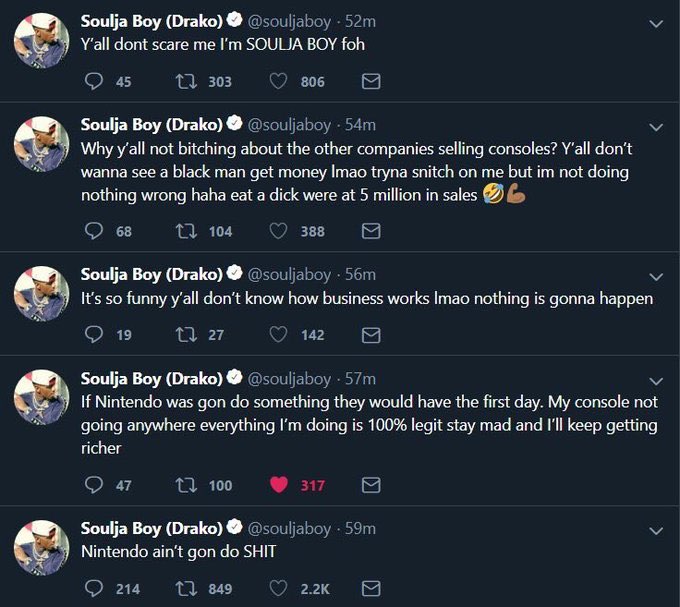 Soulja Boy (Drako) @souljaboy · 52m
Y'all dont scare me I'm SOULJA BOY foh
45 303 806
Soulja Boy (Drako) @souljaboy · 54m
Why y'all not bitching about the other companies selling consoles? Y'all don't
wanna see a black man get money lmao tryna snitch on me but im not doing
nothing wrong haha eat a dick were at 5 million in sales 🤣💪🏾
68 104 388
Soulja Boy (Drako) @souljaboy · 56m
It's so funny y'all don't know how business works lmao nothing is gonna happen
19 27 142
Soulja Boy (Drako) @souljaboy · 57m
If Nintendo was gon do something they would have the first day. My console not
going anywhere everything I'm doing is 100% legit stay mad and I'll keep getting
richer
47 100 317
Soulja Boy (Drako) @souljaboy · 59m
Nintendo ain't gon do SHIT
214 849 2.2K